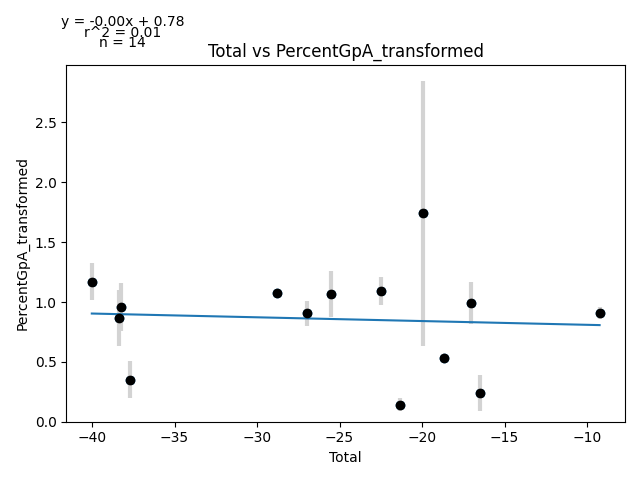 y = -0.00x + 0.78
r^2 = 0.01
n = 14
Total vs PercentGpA_transformed
PercentGpA_transformed
2.5
2.0
1.5
1.0
0.5
0.0
−40
−35
−30
−25
−20
−15
−10
Total